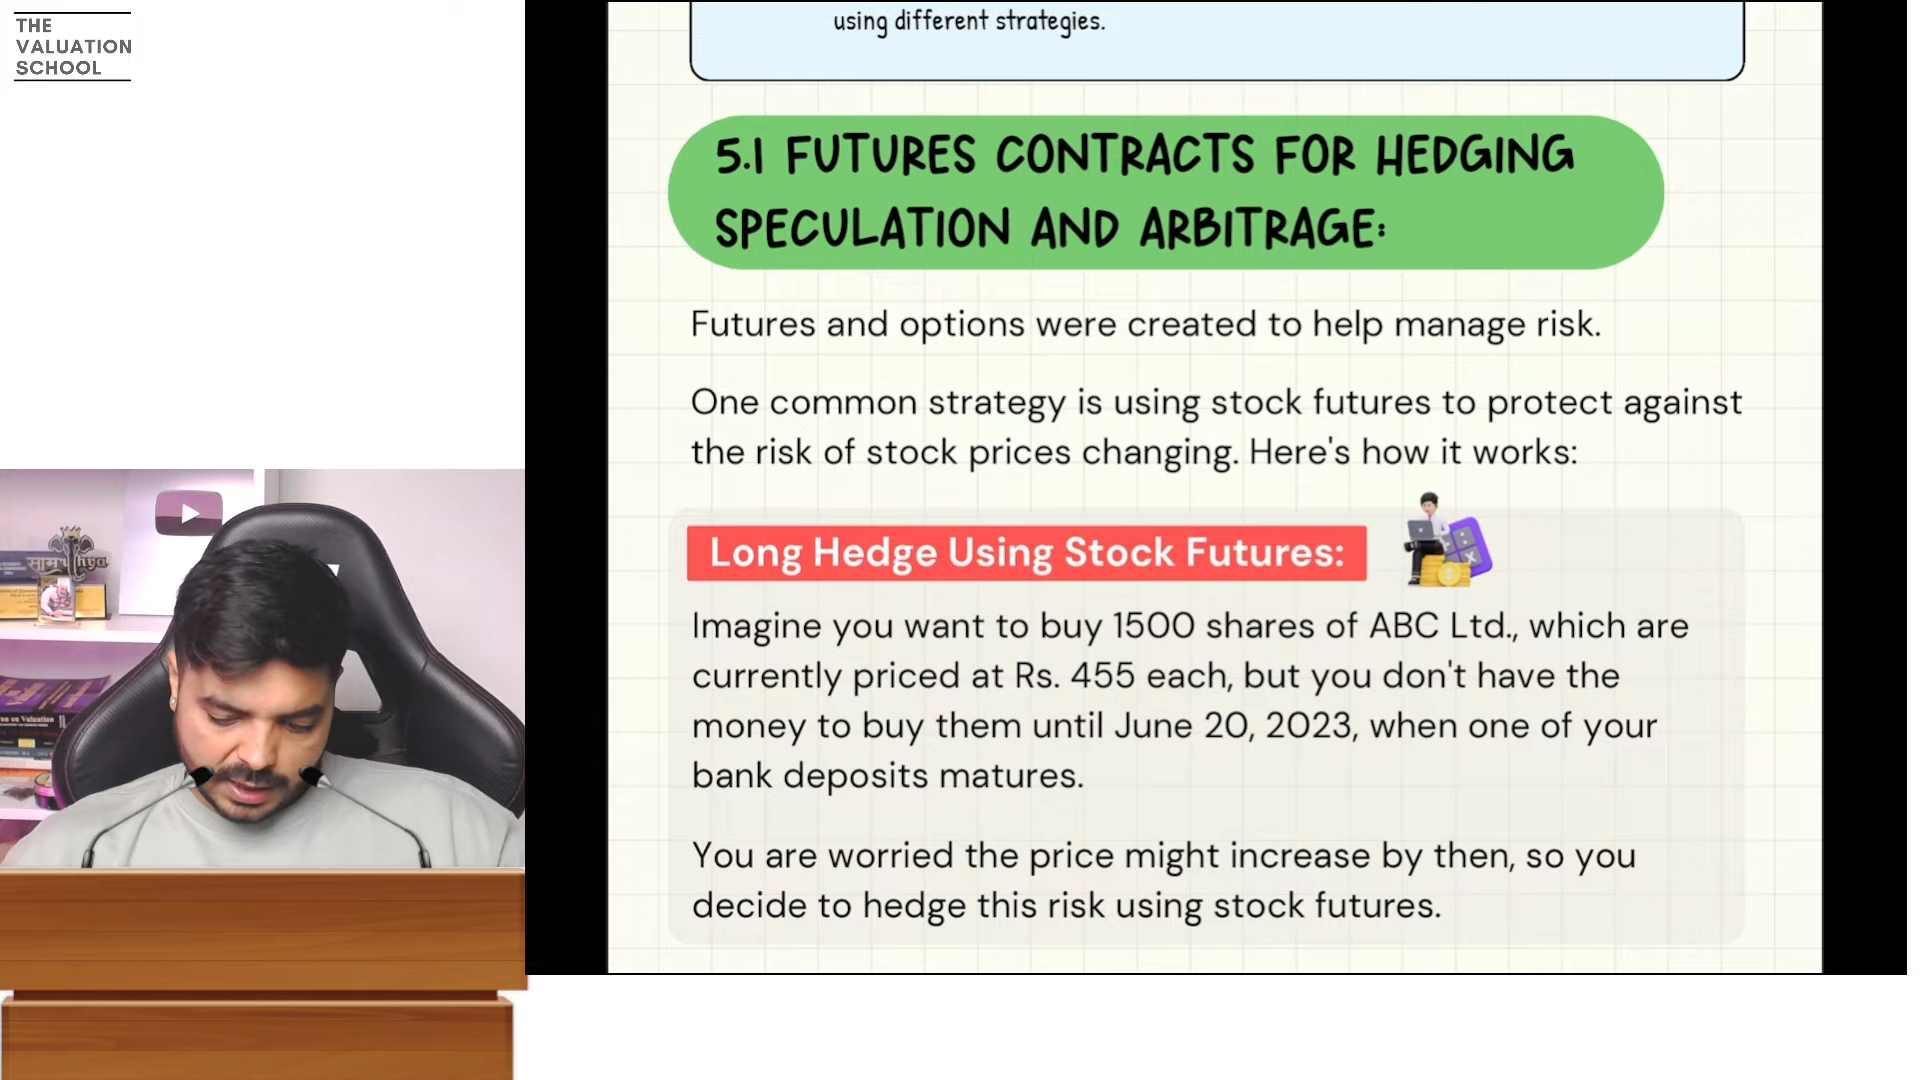 THE
VALUATION
SCHOOL
using different strategies.
5.1 FUTURES CONTRACTS FOR HEDGING
SPECULATION AND ARBITRAGE:
Futures and options were created to help manage risk.
One common strategy is using stock futures to protect against
the risk of stock prices changing. Here's how it works:
Long Hedge Using Stock Futures:
Imagine you want to buy 1500 shares of ABC Ltd., which are
currently priced at Rs. 455 each, but you don't have the
money to buy them until June 20, 2023, when one of your
bank deposits matures.
You are worried the price might increase by then, so you
decide to hedge this risk using stock futures.
on Valuation